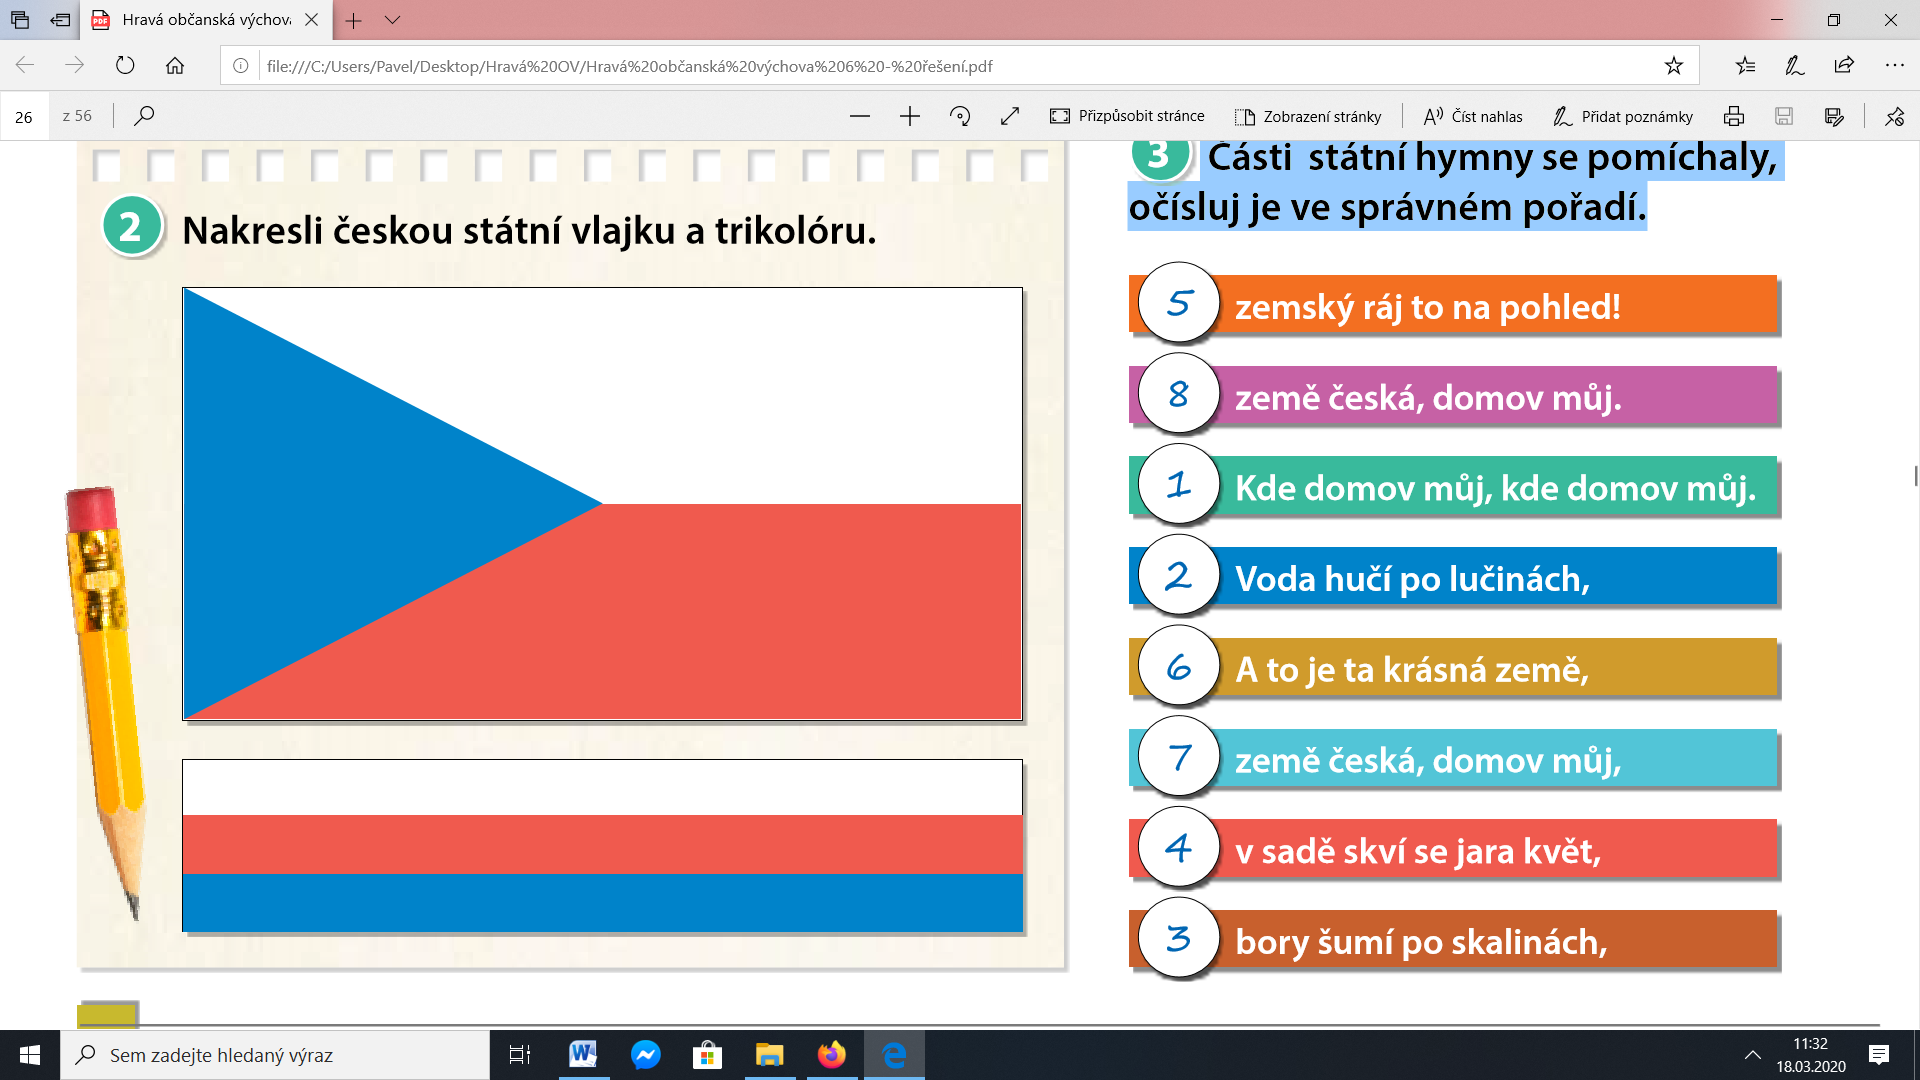 Hravá občanská výchova
file:///C:/Users/Pavel/Desktop/Hravá%20OV/Hravá%20občanská%20výchova%206%20-%20řešení.pdf
26 z 56
Přizpůsobit stránce
Zobrazení stránky
Číst nahlas
Přidat poznámky
2 Nakresli českou státní vlajku a trikolóru.
3 Části státní hymny se pomíchaly,
očísluj je ve správném pořadí.
5 zemský ráj to na pohled!
8 země česká, domov můj.
1 Kde domov můj, kde domov můj.
2 Voda hučí po lučinách,
6 A to je ta krásná země,
7 země česká, domov můj,
4 v sadě skví se jara květ,
3 bory šumí po skalinách,
Sem zadejte hledaný výraz
11:32
18.03.2020